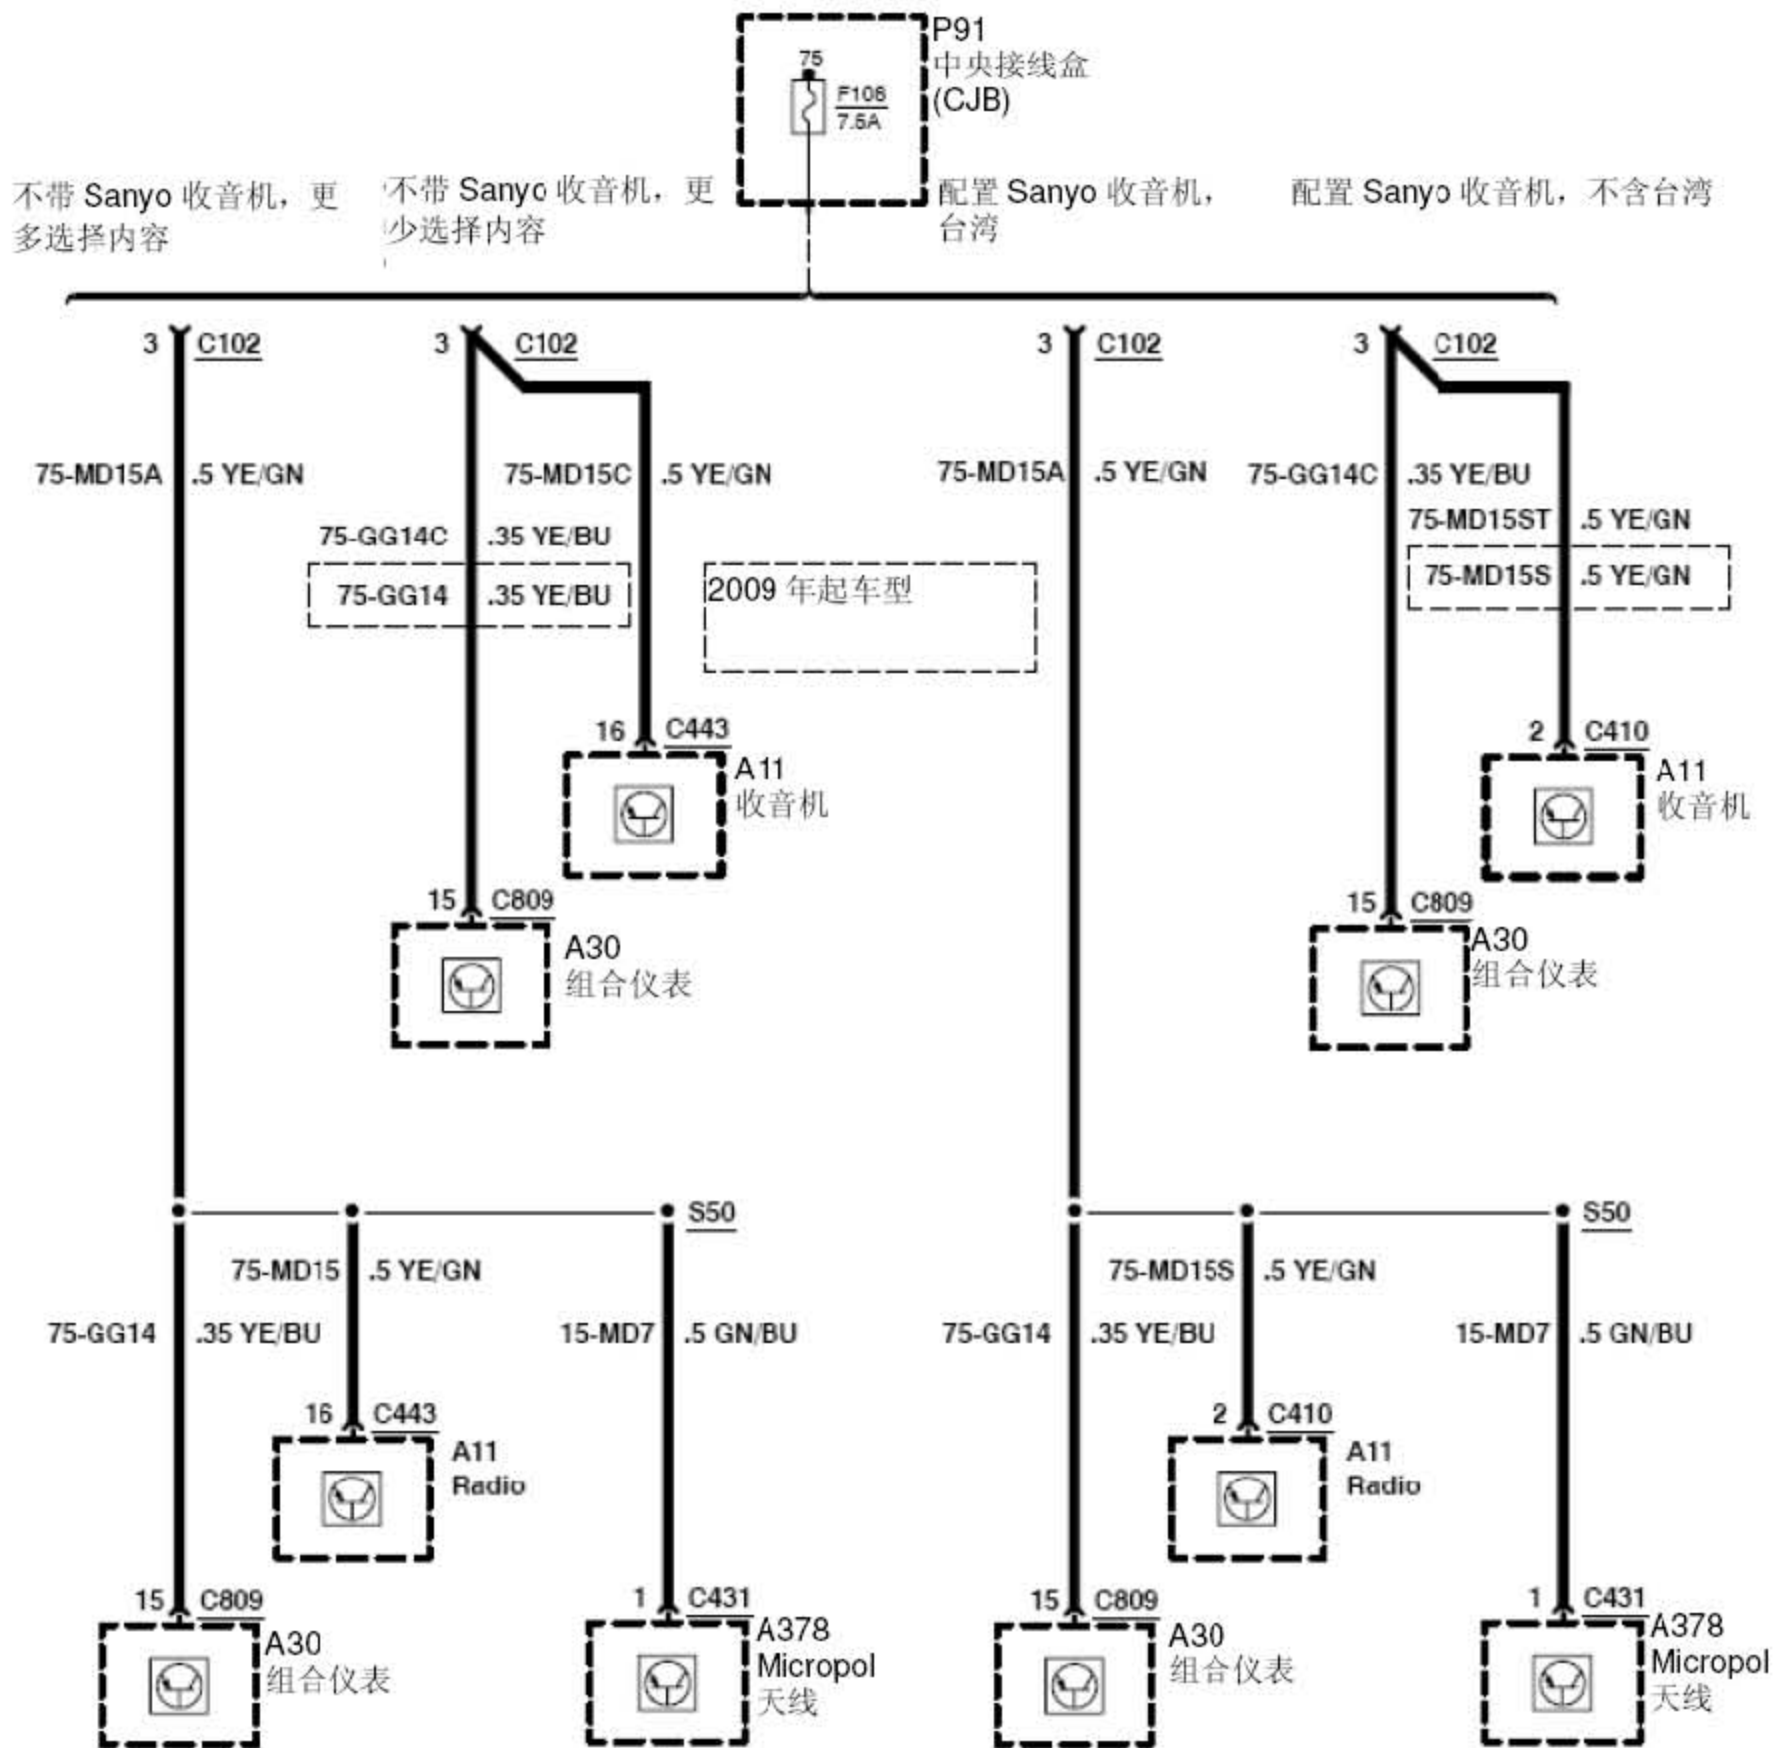 P91
中央接线盒
(CJB)
75
F106
7.5A
不带 Sanyo 收音机，更
多选择内容
不带 Sanyo 收音机，更
少选择内容
配置 Sanyo 收音机，
台湾
配置 Sanyo 收音机，不含台湾
3 C102
3 C102
3 C102
3 C102
75-MD15A .5 YE/GN
75-MD15C .5 YE/GN
75-MD15A .5 YE/GN
75-GG14C .35 YE/BU
75-GG14C .35 YE/BU
75-MD15ST .5 YE/GN
75-GG14 .35 YE/BU
2009 年起车型
75-MD15S .5 YE/GN
16 C443
A11
收音机
2 C410
A11
收音机
15 C809
A30
组合仪表
15 C809
A30
组合仪表
S50
S50
75-MD15 .5 YE/GN
75-MD15S .5 YE/GN
75-GG14 .35 YE/BU
15-MD7 .5 GN/BU
75-GG14 .35 YE/BU
15-MD7 .5 GN/BU
16 C443
A11
Radio
2 C410
A11
Radio
15 C809
A30
组合仪表
1 C431
A378
Micropol
天线
15 C809
A30
组合仪表
1 C431
A378
Micropol
天线